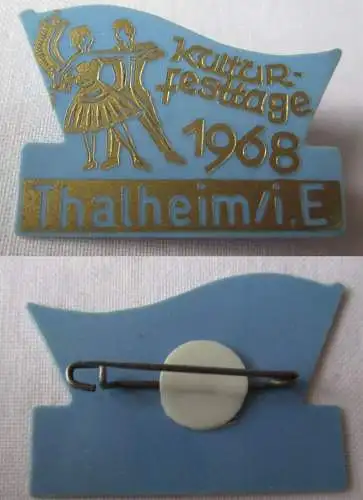 Kultur-
festtage
1968
Thalheim/i.E